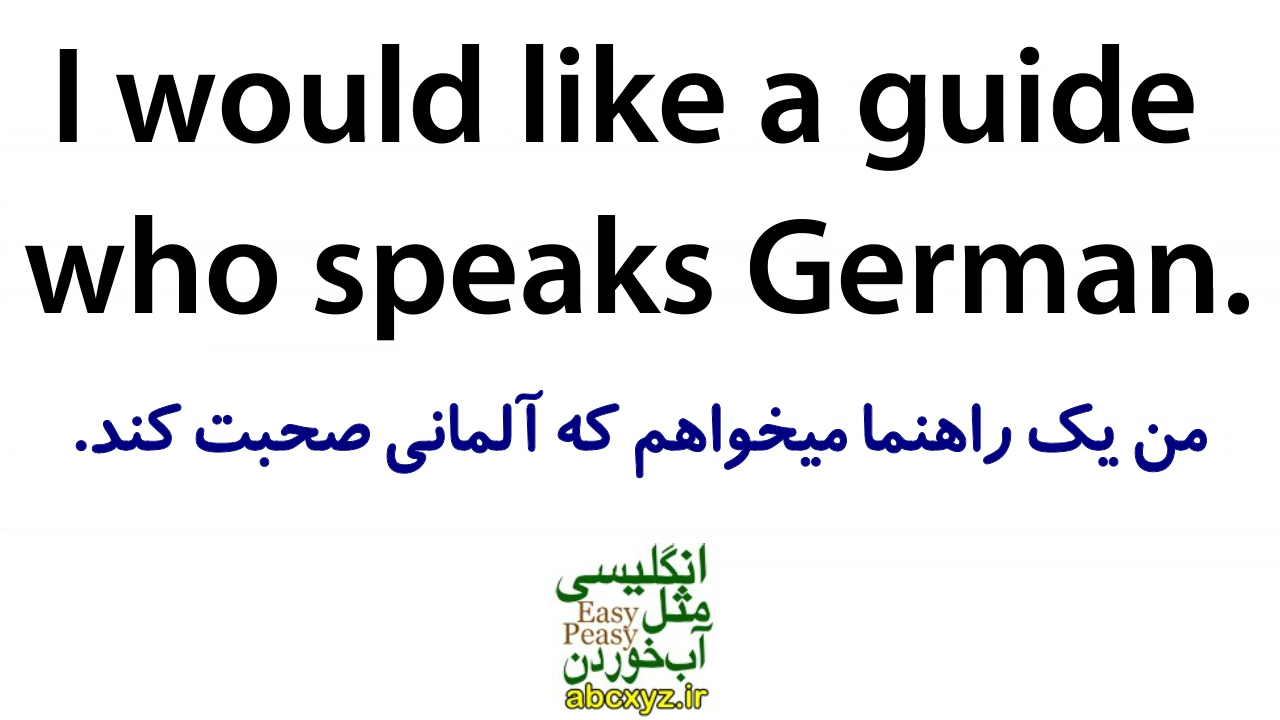 I would like a guide
who speaks German.
من یک راهنما میخواهم که آلمانی صحبت کند.
انگلیسی
مثل
Easy
Peasy
آب‌خوردن
abcxyz.ir